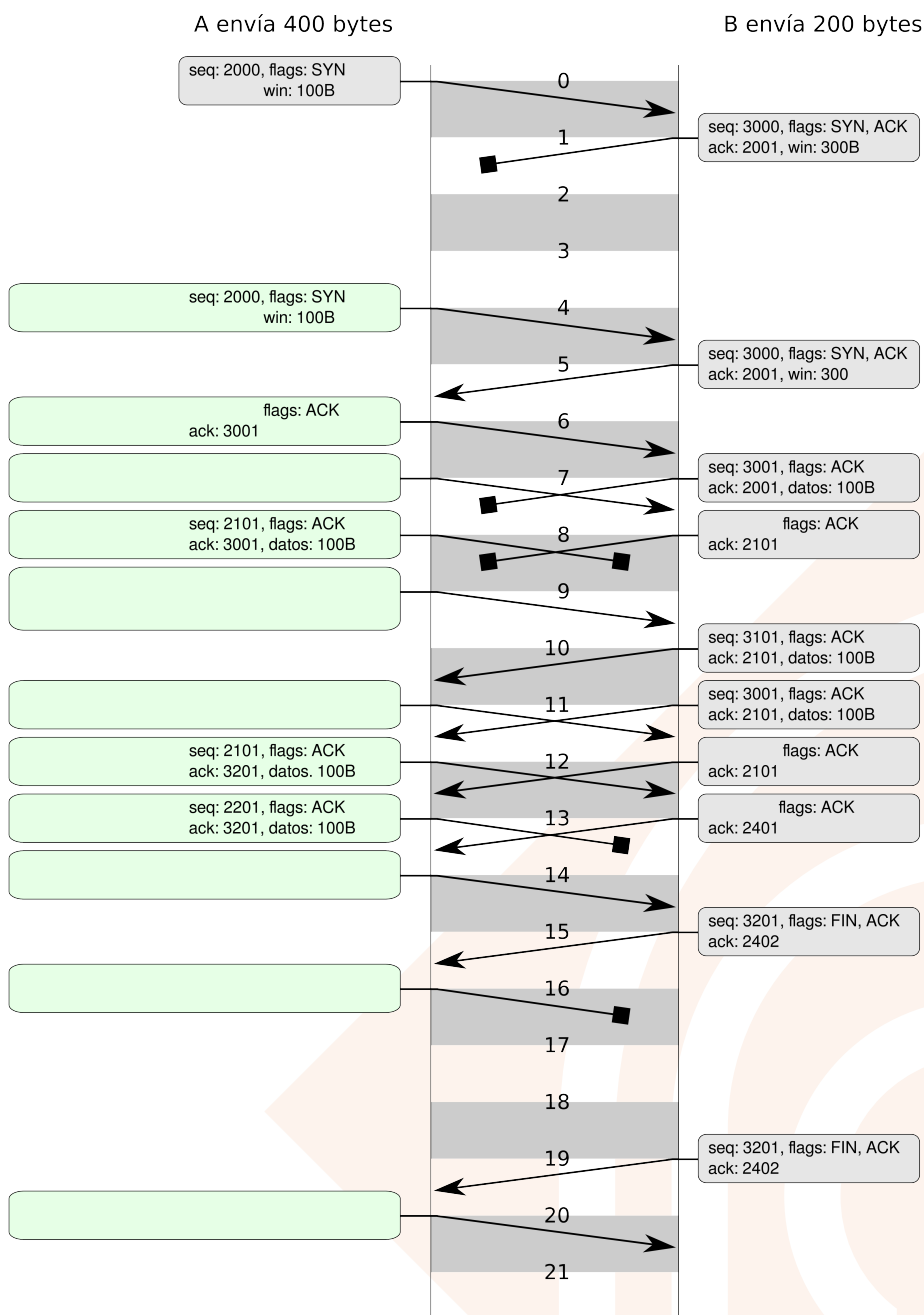 A envía 400 bytes
B envía 200 bytes
seq: 2000, flags: SYN
win: 100B
0
seq: 3000, flags: SYN, ACK
ack: 2001, win: 300B
1
2
3
seq: 2000, flags: SYN
win: 100B
4
seq: 3000, flags: SYN, ACK
ack: 2001, win: 300
5
flags: ACK
ack: 3001
6
seq: 3001, flags: ACK
ack: 2001, datos: 100B
7
seq: 2101, flags: ACK
ack: 3001, datos: 100B
8
flags: ACK
ack: 2101
9
seq: 3101, flags: ACK
ack: 2101, datos: 100B
10
seq: 3001, flags: ACK
ack: 2101, datos: 100B
11
seq: 2101, flags: ACK
ack: 3201, datos: 100B
12
flags: ACK
ack: 2101
seq: 2201, flags: ACK
ack: 3201, datos: 100B
13
flags: ACK
ack: 2401
14
seq: 3201, flags: FIN, ACK
ack: 2402
15
16
17
18
seq: 3201, flags: FIN, ACK
ack: 2402
19
20
21